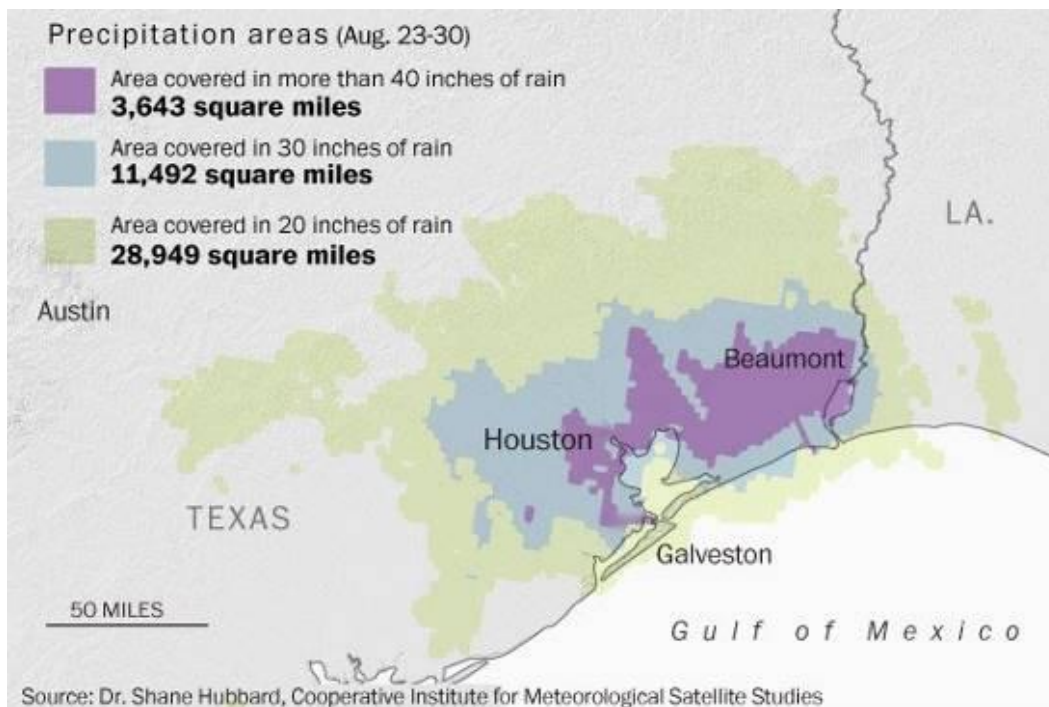 Precipitation areas (Aug. 23-30)
Area covered in more than 40 inches of rain
3,643 square miles
Area covered in 30 inches of rain
11,492 square miles
Area covered in 20 inches of rain
28,949 square miles
LA.
Austin
Beaumont
Houston
TEXAS
Galveston
50 MILES
Gulf of Mexico
Source: Dr. Shane Hubbard, Cooperative Institute for Meteorological Satellite Studies